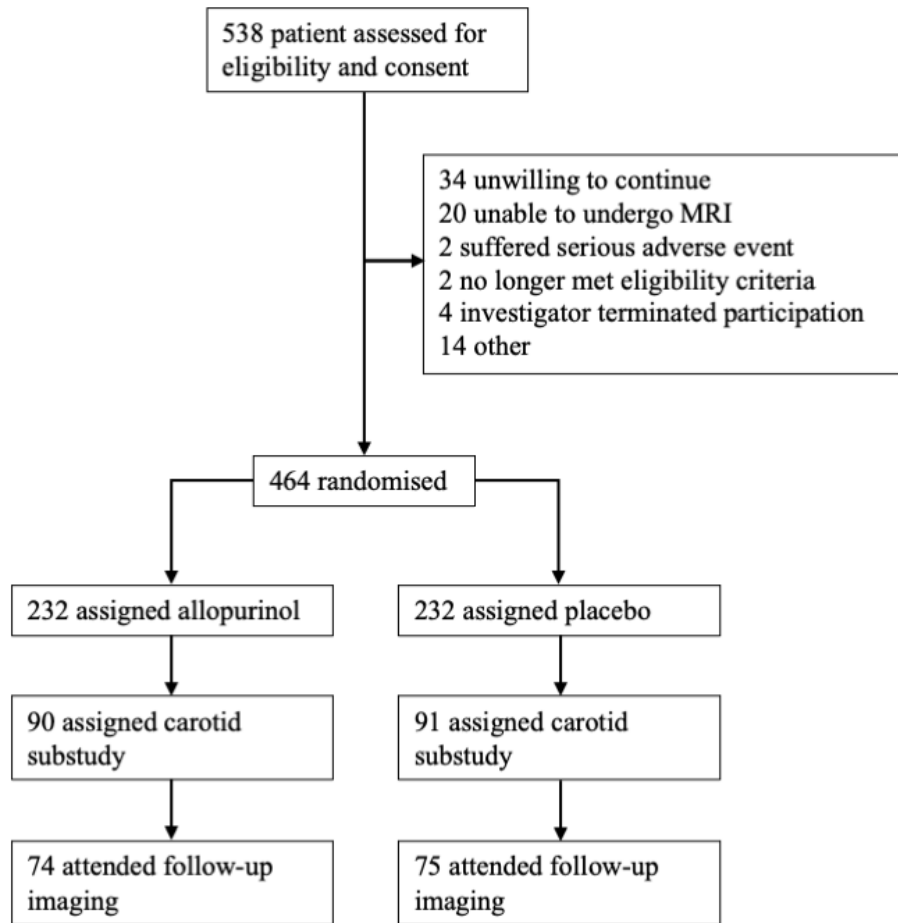 538 patient assessed for
eligibility and consent
34 unwilling to continue
20 unable to undergo MRI
2 suffered serious adverse event
2 no longer met eligibility criteria
4 investigator terminated participation
14 other
464 randomised
232 assigned allopurinol
232 assigned placebo
90 assigned carotid
substudy
91 assigned carotid
substudy
74 attended follow-up
imaging
75 attended follow-up
imaging